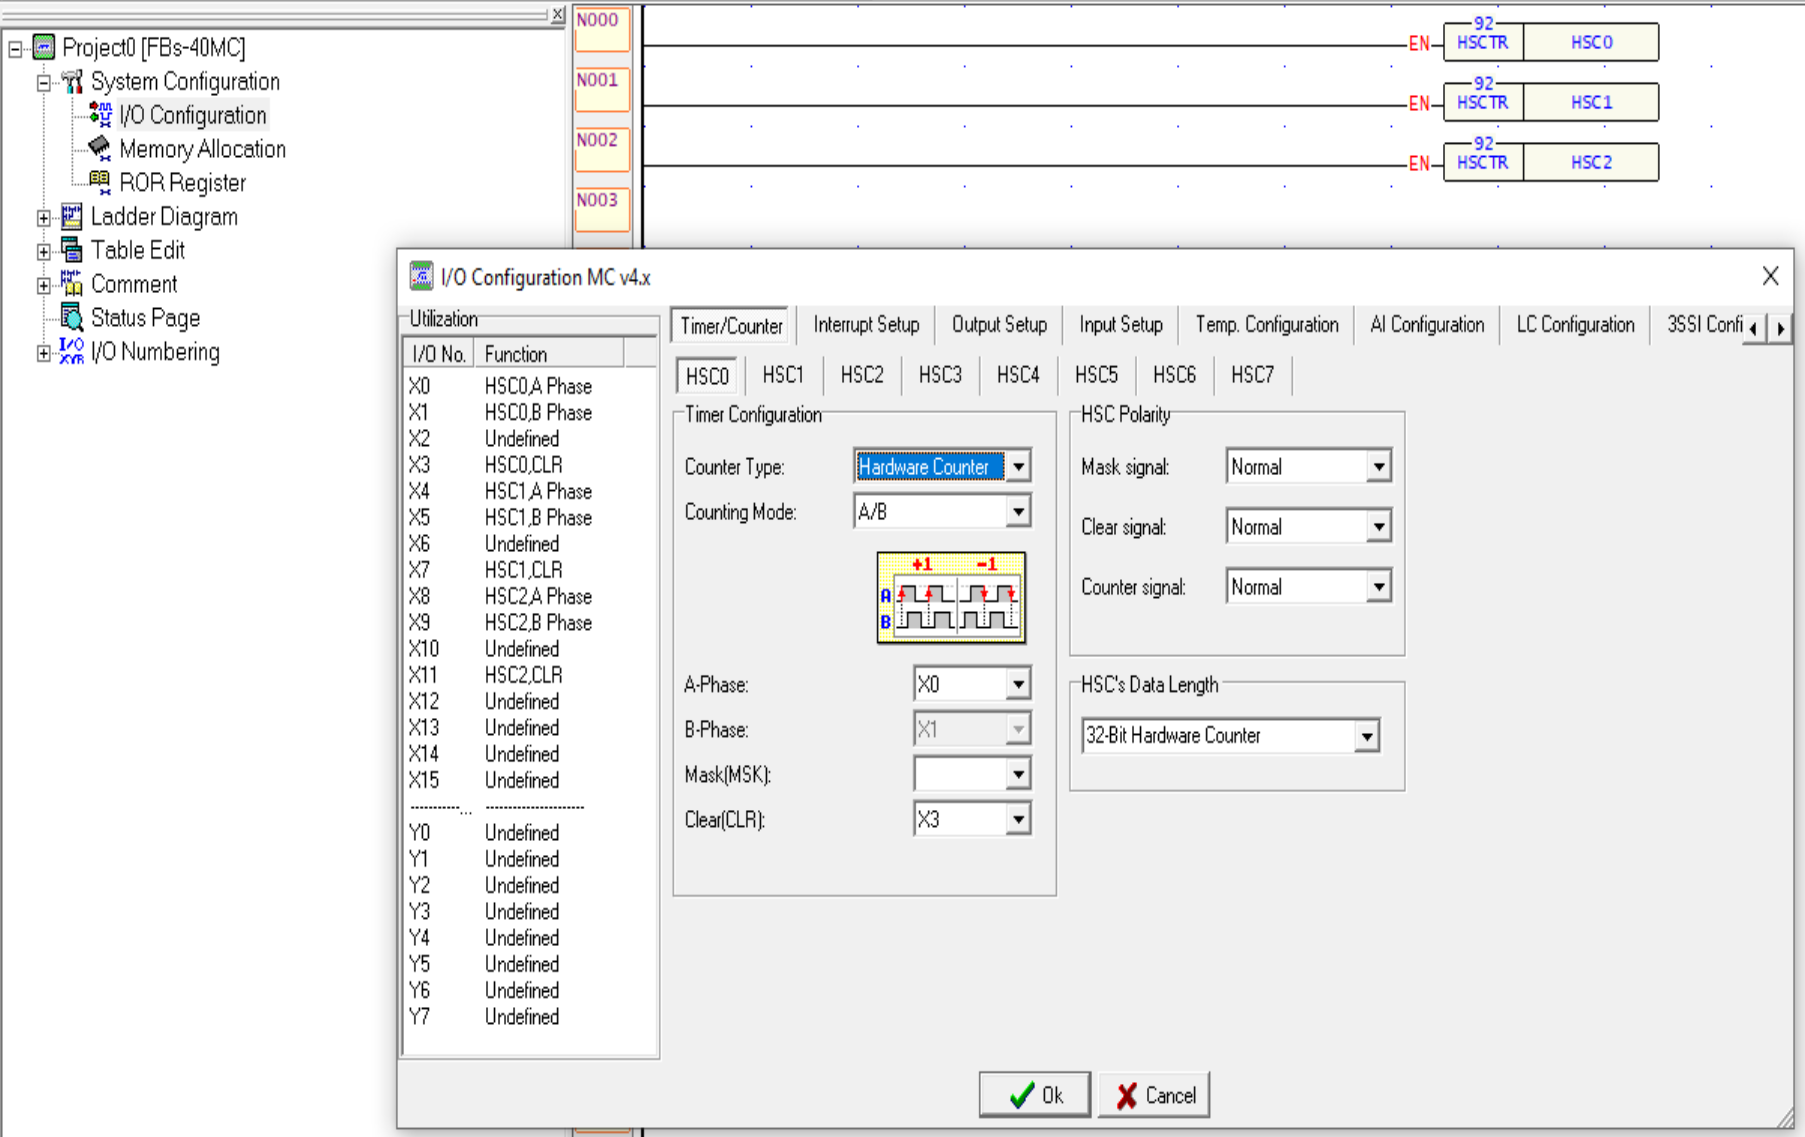 Project0 [FBs-40MC]
System Configuration
I/O Configuration
Memory Allocation
ROR Register
Ladder Diagram
Table Edit
Comment
Status Page
I/O Numbering
N000
92
EN HSCTR HSC0
N001
92
EN HSCTR HSC1
N002
92
EN HSCTR HSC2
N003
I/O Configuration MC v4.x
Utilization
I/O No. Function
X0 HSC0,A Phase
X1 HSC0,B Phase
X2 Undefined
X3 HSC0,CLR
X4 HSC1,A Phase
X5 HSC1,B Phase
X6 Undefined
X7 HSC1,CLR
X8 HSC2,A Phase
X9 HSC2,B Phase
X10 Undefined
X11 HSC2,CLR
X12 Undefined
X13 Undefined
X14 Undefined
X15 Undefined
Y0 Undefined
Y1 Undefined
Y2 Undefined
Y3 Undefined
Y4 Undefined
Y5 Undefined
Y6 Undefined
Y7 Undefined
Timer/Counter Interrupt Setup Output Setup Input Setup Temp. Configuration AI Configuration LC Configuration 3SSI Confi
HSC0 HSC1 HSC2 HSC3 HSC4 HSC5 HSC6 HSC7
Timer Configuration
Counter Type: Hardware Counter
Counting Mode: A/B
+1 -1
A
B
A-Phase: X0
B-Phase: X1
Mask(MSK):
Clear(CLR): X3
HSC Polarity
Mask signal: Normal
Clear signal: Normal
Counter signal: Normal
HSC's Data Length
32-Bit Hardware Counter
Ok Cancel